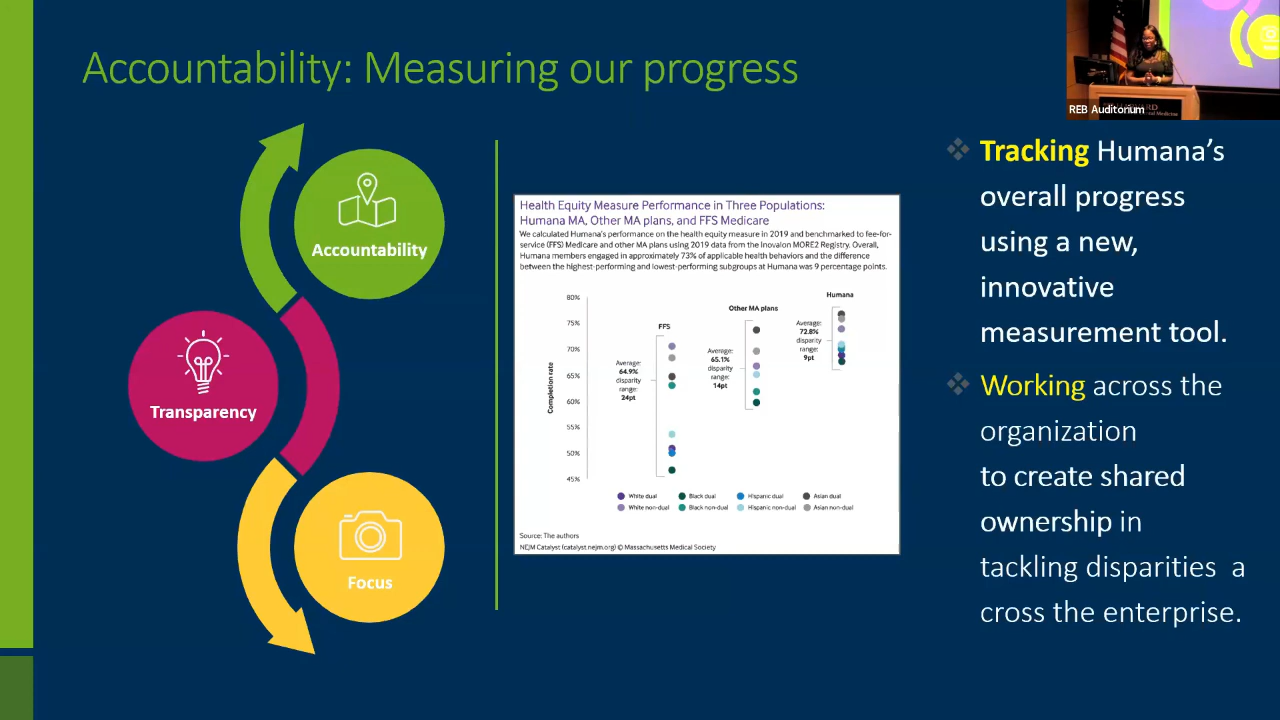 Accountability: Measuring our progress
REB Auditorium
Accountability
Transparency
Focus
Health Equity Measure Performance in Three Populations:
Humana MA, Other MA plans, and FFS Medicare
We calculated Humana's performance on the health equity measure in 2019 and benchmarked to fee-for-
service (FFS) Medicare and other MA plans using 2019 data from the Inovalon MORE2 Registry. Overall,
Humana members engaged in approximately 73% of applicable health behaviors and the difference
between the highest-performing and lowest-performing subgroups at Humana was 9 percentage points.
Completion rate
80%
75%
70%
65%
60%
55%
50%
45%
FFS
Average:
64.9%
disparity
range:
24pt
Other MA plans
Average:
65.1%
disparity
range:
14pt
Humana
Average:
72.8%
disparity
range:
9pt
White dual Black dual Hispanic dual Asian dual
White non-dual Black non-dual Hispanic non-dual Asian non-dual
Source: The authors
NEJM Catalyst (catalyst.nejm.org) © Massachusetts Medical Society
Tracking Humana's
overall progress
using a new,
innovative
measurement tool.
Working across the
organization
to create shared
ownership in
tackling disparities a
cross the enterprise.